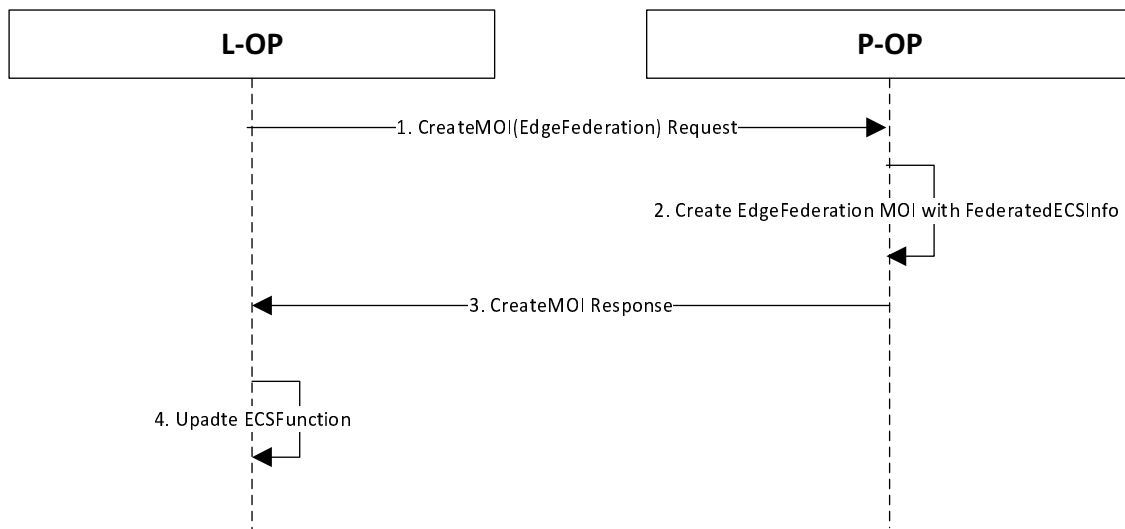 L-OP
P-OP
1. CreateMOI(EdgeFederation) Request
2. Create EdgeFederation MOI with FederatedECSInfo
3. CreateMOI Response
4. Upadte ECSFunction